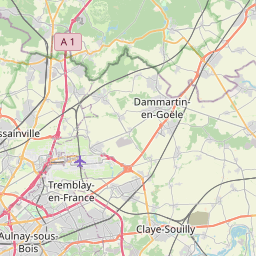 A 1
Dammartin-
en-Goële
ssainville
Tremblay-
en-France
Aulnay-sous-
Bois
Claye-Souilly